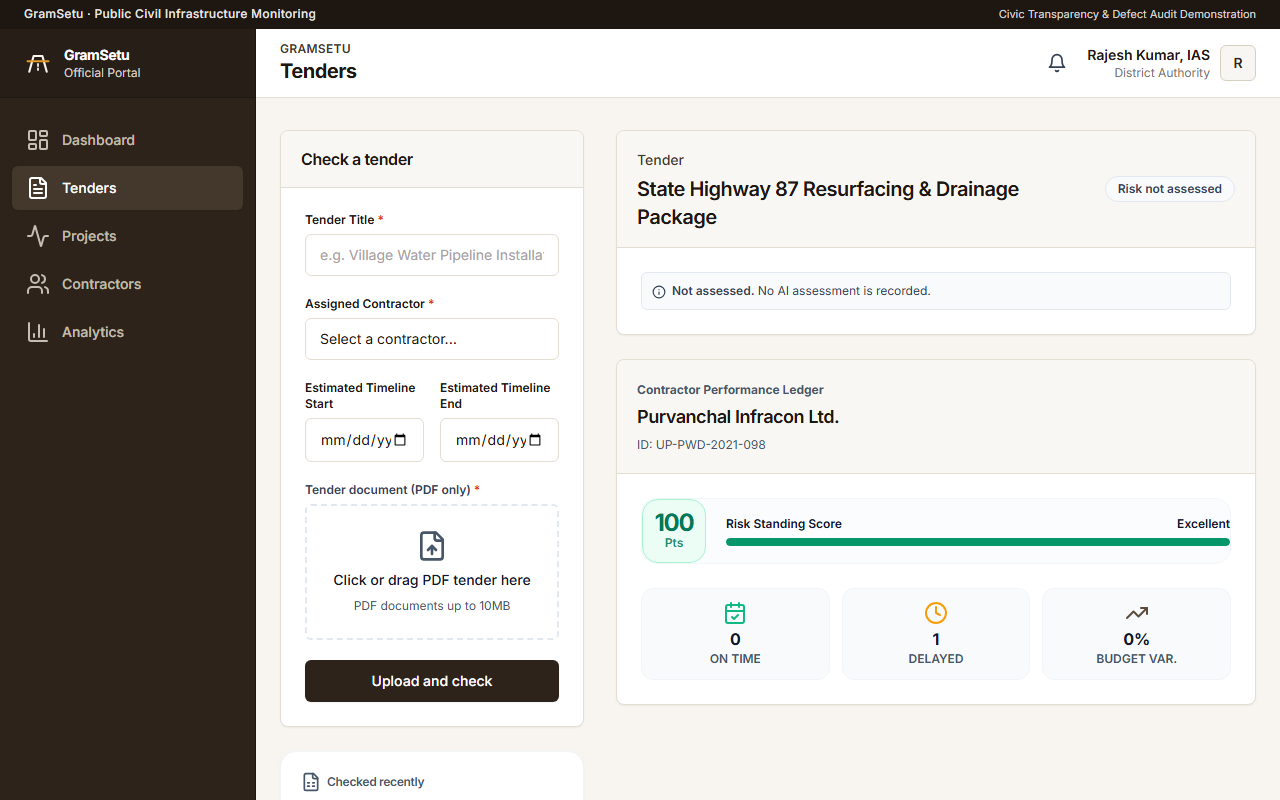 GramSetu · Public Civil Infrastructure Monitoring
Civic Transparency & Defect Audit Demonstration
GramSetu
Official Portal
Dashboard
Tenders
Projects
Contractors
Analytics
GRAMSETU
Tenders
Rajesh Kumar, IAS
District Authority
R
Check a tender
Tender Title *
e.g. Village Water Pipeline Installa
Assigned Contractor *
Select a contractor...
Estimated Timeline
Start
Estimated Timeline
End
mm/dd/yy
mm/dd/yy
Tender document (PDF only) *
Click or drag PDF tender here
PDF documents up to 10MB
Upload and check
Checked recently
Tender
State Highway 87 Resurfacing & Drainage
Package
Risk not assessed
Not assessed. No AI assessment is recorded.
Contractor Performance Ledger
Purvanchal Infracon Ltd.
ID: UP-PWD-2021-098
100
Pts
Risk Standing Score
Excellent
0
ON TIME
1
DELAYED
0%
BUDGET VAR.